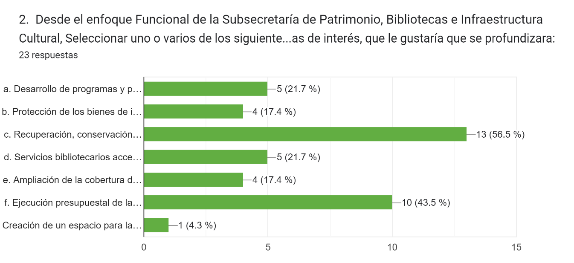 2. Desde el enfoque Funcional de la Subsecretaría de Patrimonio, Bibliotecas e Infraestructura
Cultural, Seleccionar uno o varios de los siguiente...as de interés, que le gustaría que se profundizara:
23 respuestas
a. Desarrollo de programas y p... 5 (21.7 %)
b. Protección de los bienes de i... 4 (17.4 %)
c. Recuperación, conservación... 13 (56.5 %)
d. Servicios bibliotecarios acce... 5 (21.7 %)
e. Ampliación de la cobertura d... 4 (17.4 %)
f. Ejecución presupuestal de la... 10 (43.5 %)
Creación de un espacio para la... 1 (4.3 %)
0 5 10 15